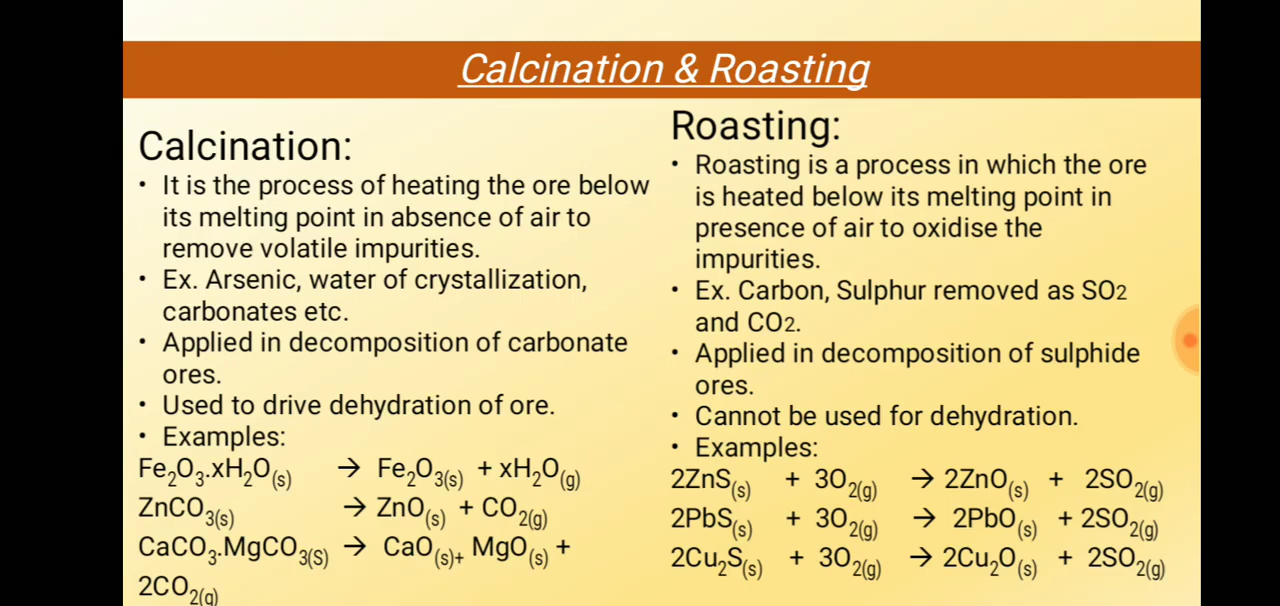 Calcination & Roasting
Calcination:
• It is the process of heating the ore below
its melting point in absence of air to
remove volatile impurities.
• Ex. Arsenic, water of crystallization,
carbonates etc.
• Applied in decomposition of carbonate
ores.
• Used to drive dehydration of ore.
• Examples:
Fe₂O₃.xH₂O(s) → Fe₂O₃(s) + xH₂O(g)
ZnCO₃(s) → ZnO(s) + CO₂(g)
CaCO₃.MgCO₃(S) → CaO(s)+ MgO(s) +
2CO₂(g)
Roasting:
• Roasting is a process in which the ore
is heated below its melting point in
presence of air to oxidise the
impurities.
• Ex. Carbon, Sulphur removed as SO2
and CO2.
• Applied in decomposition of sulphide
ores.
• Cannot be used for dehydration.
• Examples:
2ZnS(s) + 3O₂(g) → 2ZnO(s) + 2SO₂(g)
2PbS(s) + 3O₂(g) → 2PbO(s) + 2SO₂(g)
2Cu₂S(s) + 3O₂(g) → 2Cu₂O(s) + 2SO₂(g)